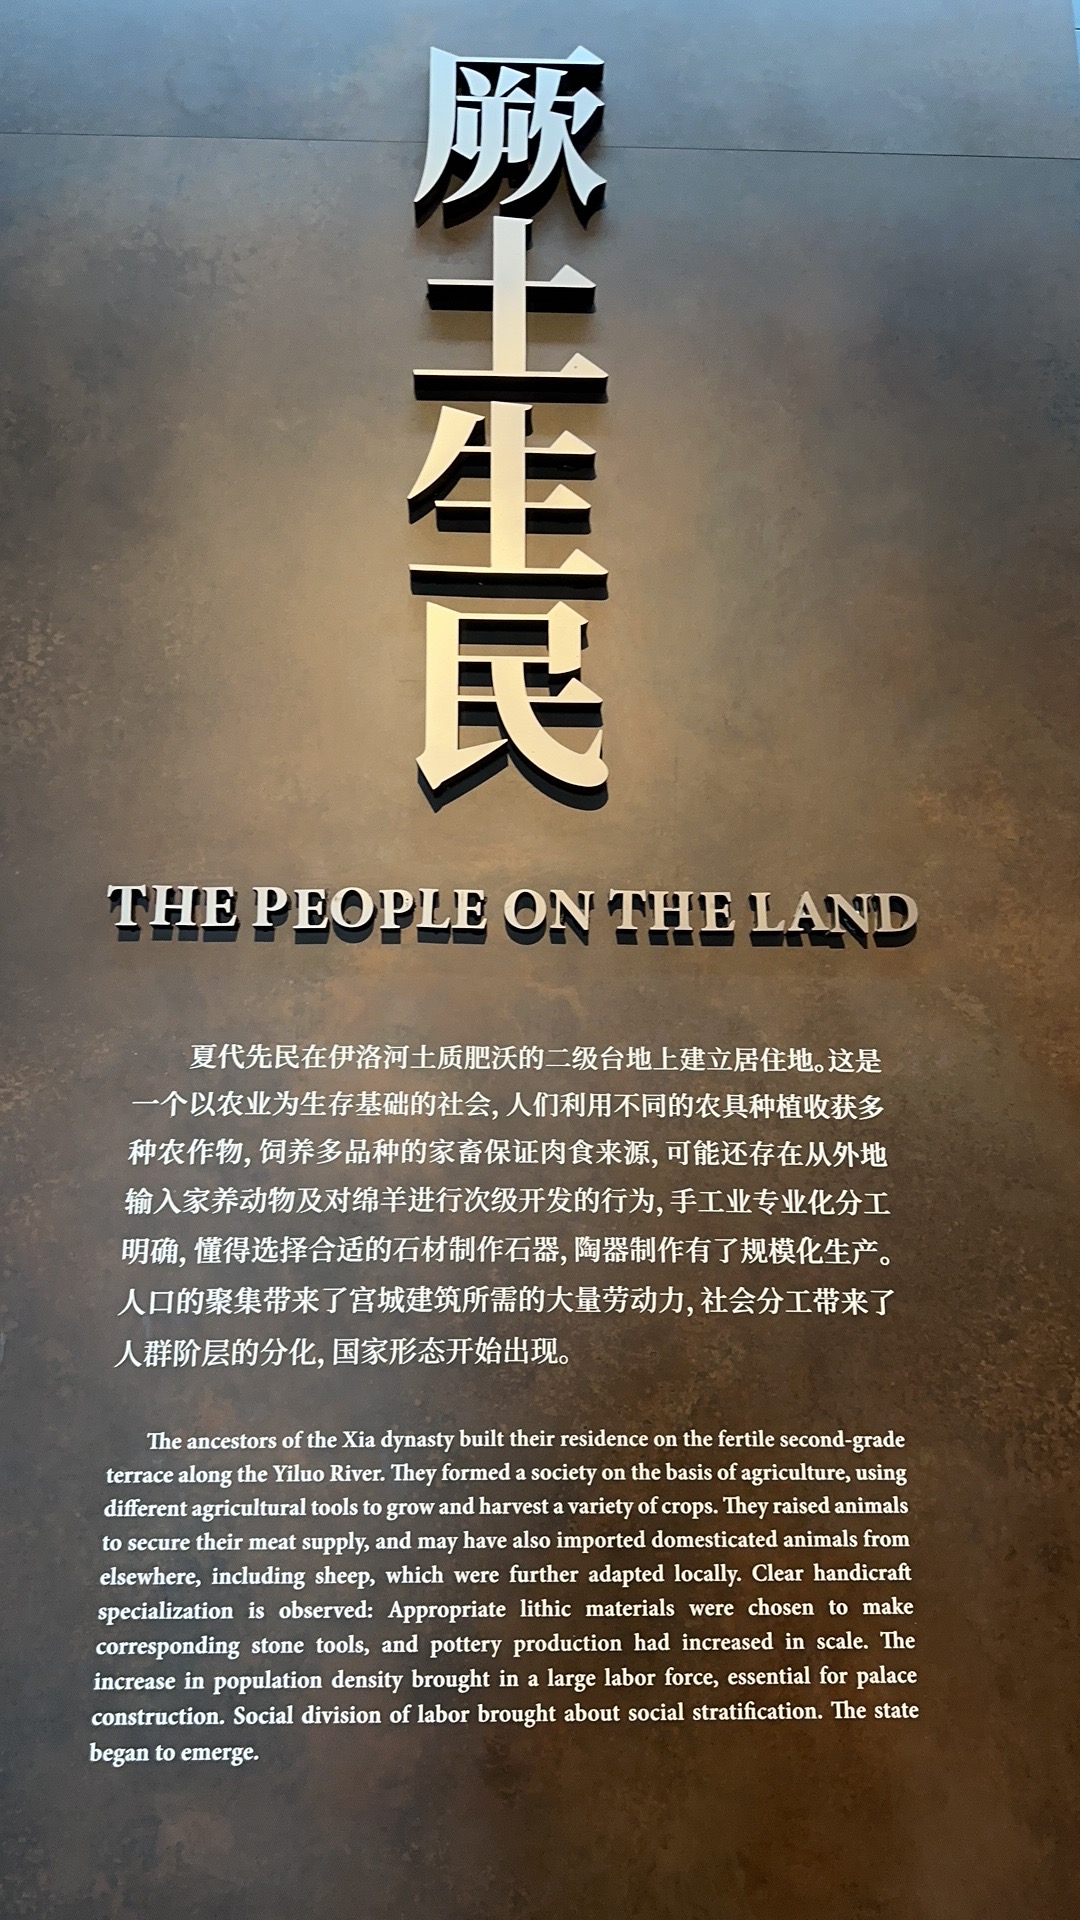 厥土生民
THE PEOPLE ON THE LAND
夏代先民在伊洛河土质肥沃的二级台地上建立居住地。这是
一个以农业为生存基础的社会,人们利用不同的农具种植收获多
种农作物,饲养多品种的家畜保证肉食来源,可能还存在从外地
输入家养动物及对绵羊进行次级开发的行为,手工业专业化分工
明确,懂得选择合适的石材制作石器,陶器制作有了规模化生产。
人口的聚集带来了宫城建筑所需的大量劳动力,社会分工带来了
人群阶层的分化,国家形态开始出现。
The ancestors of the Xia dynasty built their residence on the fertile second-grade
terrace along the Yiluo River. They formed a society on the basis of agriculture, using
different agricultural tools to grow and harvest a variety of crops. They raised animals
to secure their meat supply, and may have also imported domesticated animals from
elsewhere, including sheep, which were further adapted locally. Clear handicraft
specialization is observed: Appropriate lithic materials were chosen to make
corresponding stone tools, and pottery production had increased in scale. The
increase in population density brought in a large labor force, essential for palace
construction. Social division of labor brought about social stratification. The state
began to emerge.